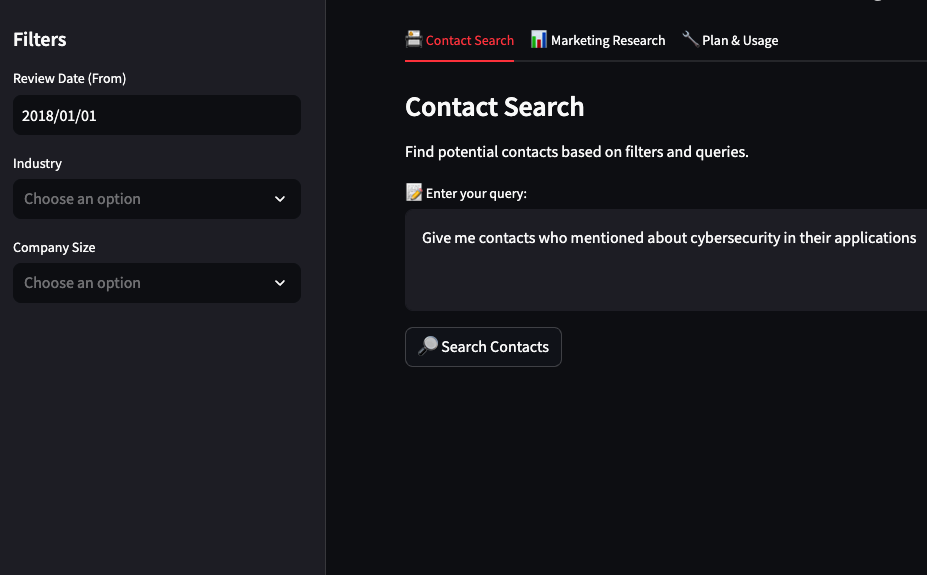 Filters
Review Date (From)
2018/01/01
Industry
Choose an option
Company Size
Choose an option
Contact Search
Marketing Research
Plan & Usage
Contact Search
Find potential contacts based on filters and queries.
Enter your query:
Give me contacts who mentioned about cybersecurity in their applications
Search Contacts